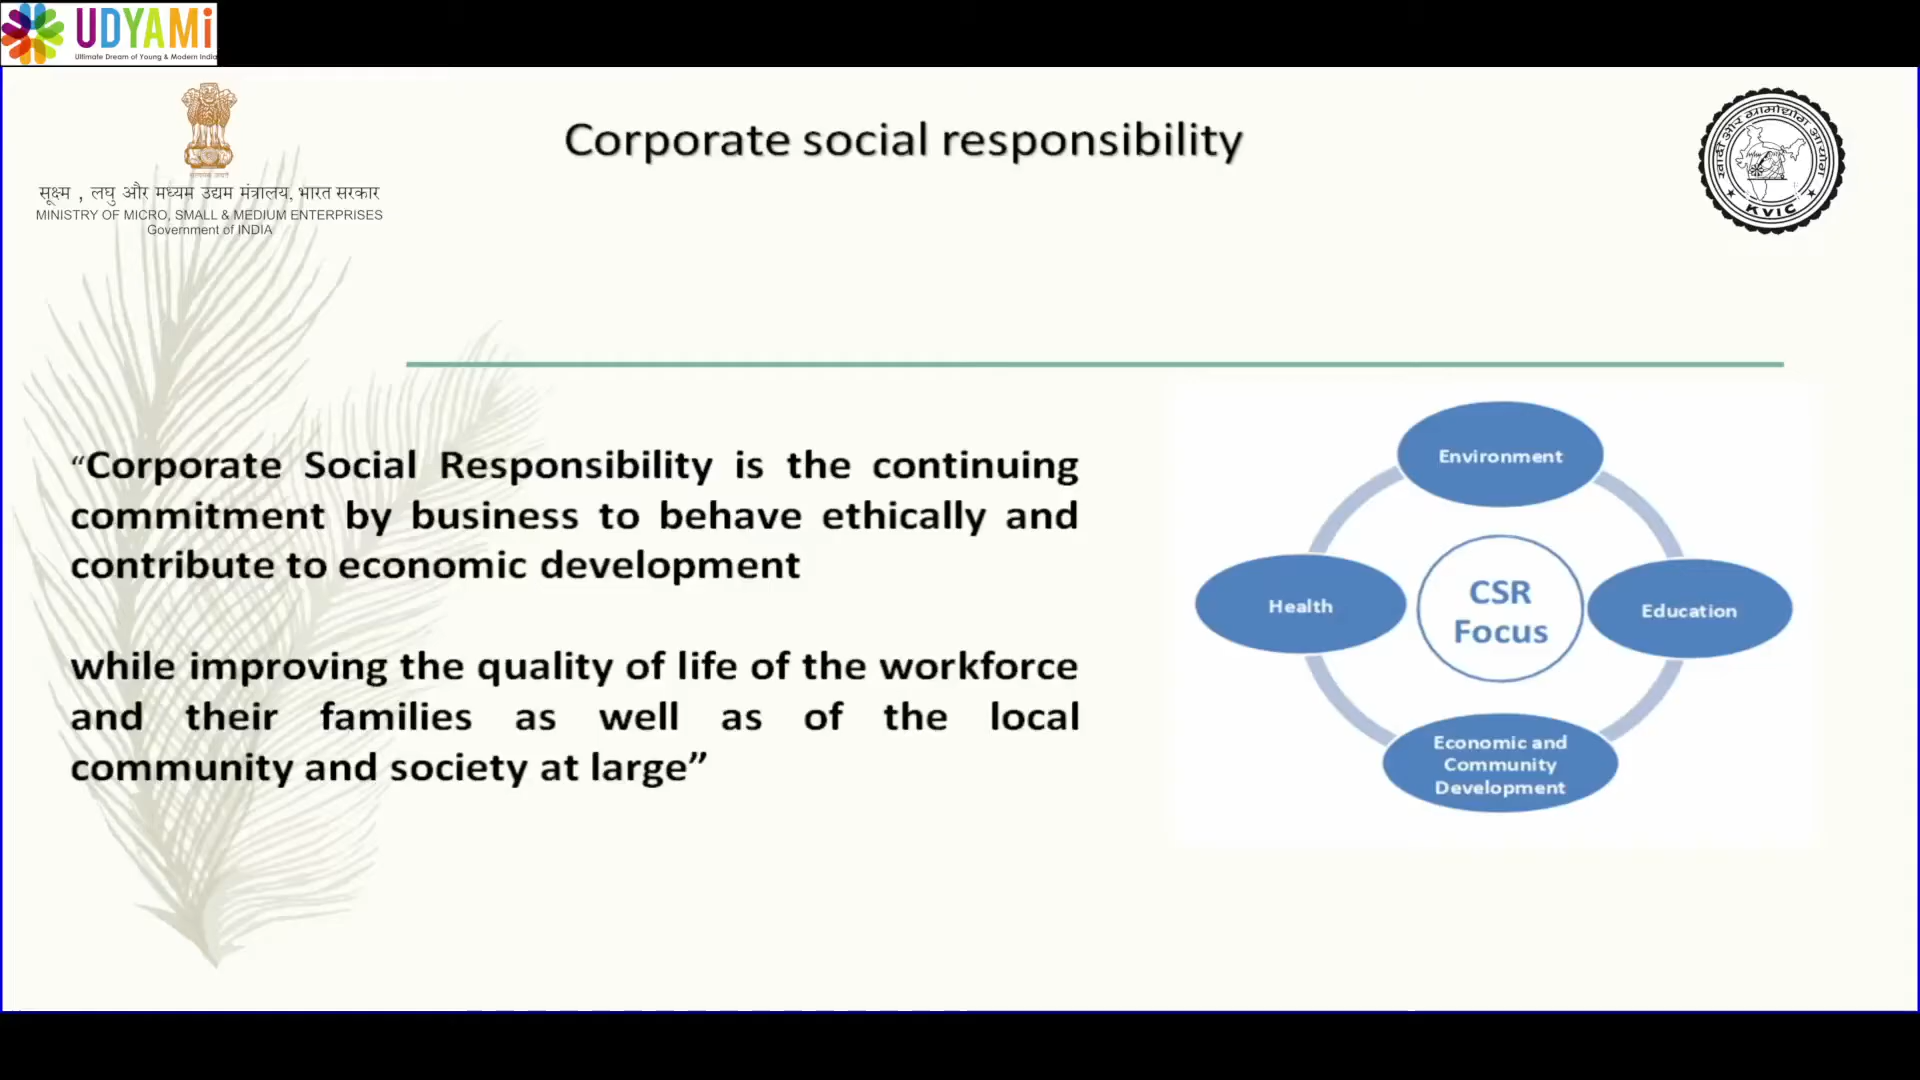 UDYAMi
Ultimate Dream of Young & Modern India
सूक्ष्म , लघु और मध्यम उद्यम मंत्रालय, भारत सरकार
MINISTRY OF MICRO, SMALL & MEDIUM ENTERPRISES
Government of INDIA
Corporate social responsibility
खादी और ग्रामोद्योग आयोग
KVIC
“Corporate Social Responsibility is the continuing
commitment by business to behave ethically and
contribute to economic development
while improving the quality of life of the workforce
and their families as well as of the local
community and society at large”
Environment
Health
CSR
Focus
Education
Economic and
Community
Development